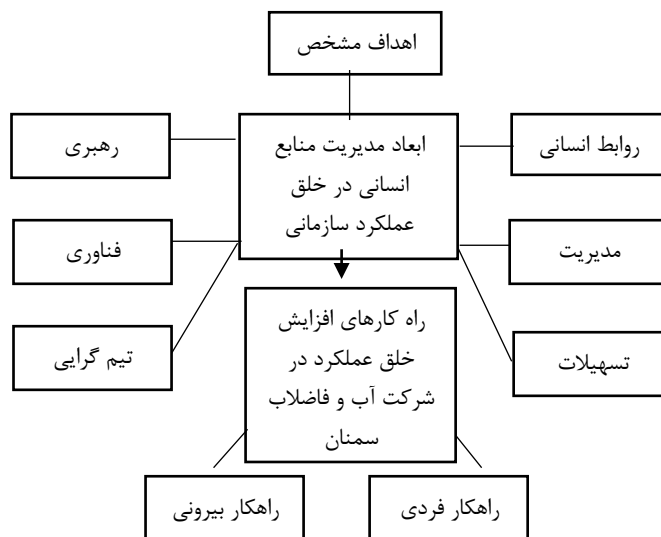 اهداف مشخص
روابط انسانی
ابعاد مدیریت منابع
انسانی در خلق
عملکرد سازمانی
رهبری
مدیریت
فناوری
تسهیلات
تیم گرایی
راه کارهای افزایش
خلق عملکرد در
شرکت آب و فاضلاب
سمنان
راهکار فردی
راهکار بیرونی